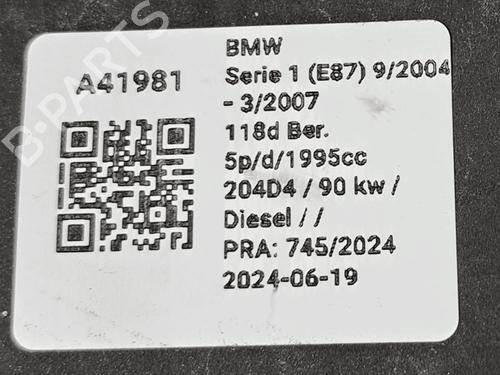 B-PARTS
A41981
BMW
Serie 1 (E87) 9/2004
- 3/2007
118d Ber.
5p/d/1995cc
204D4 / 90 kw /
Diesel / /
PRA: 745/2024
2024-06-19